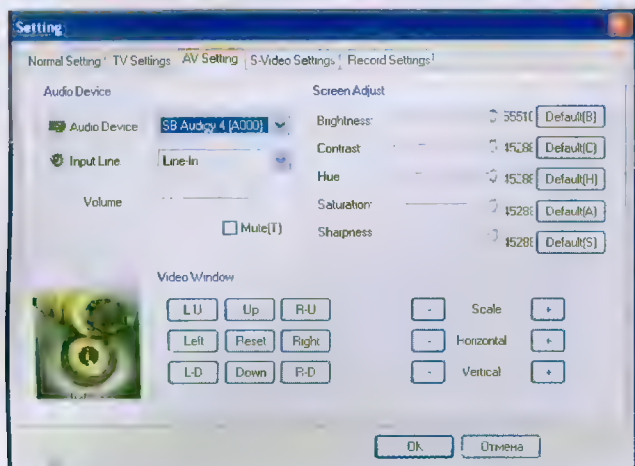 Setting
Normal Setting TV Settings AV Setting S-Video Settings Record Settings
Audio Device
Screen Adjust
Audio Device SB Audigy 4 [A000]
Brightness: Default(B)
Input Line Line-In
Contrast Default(C)
Hue Default(H)
Volume
Saturation: Default(A)
Mute(T)
Sharpness Default(S)
Video Window
L-U Up R-U
- Scale +
Left Reset Right
- Horizontal +
L-D Down R-D
- Vertical +
OK Отмена